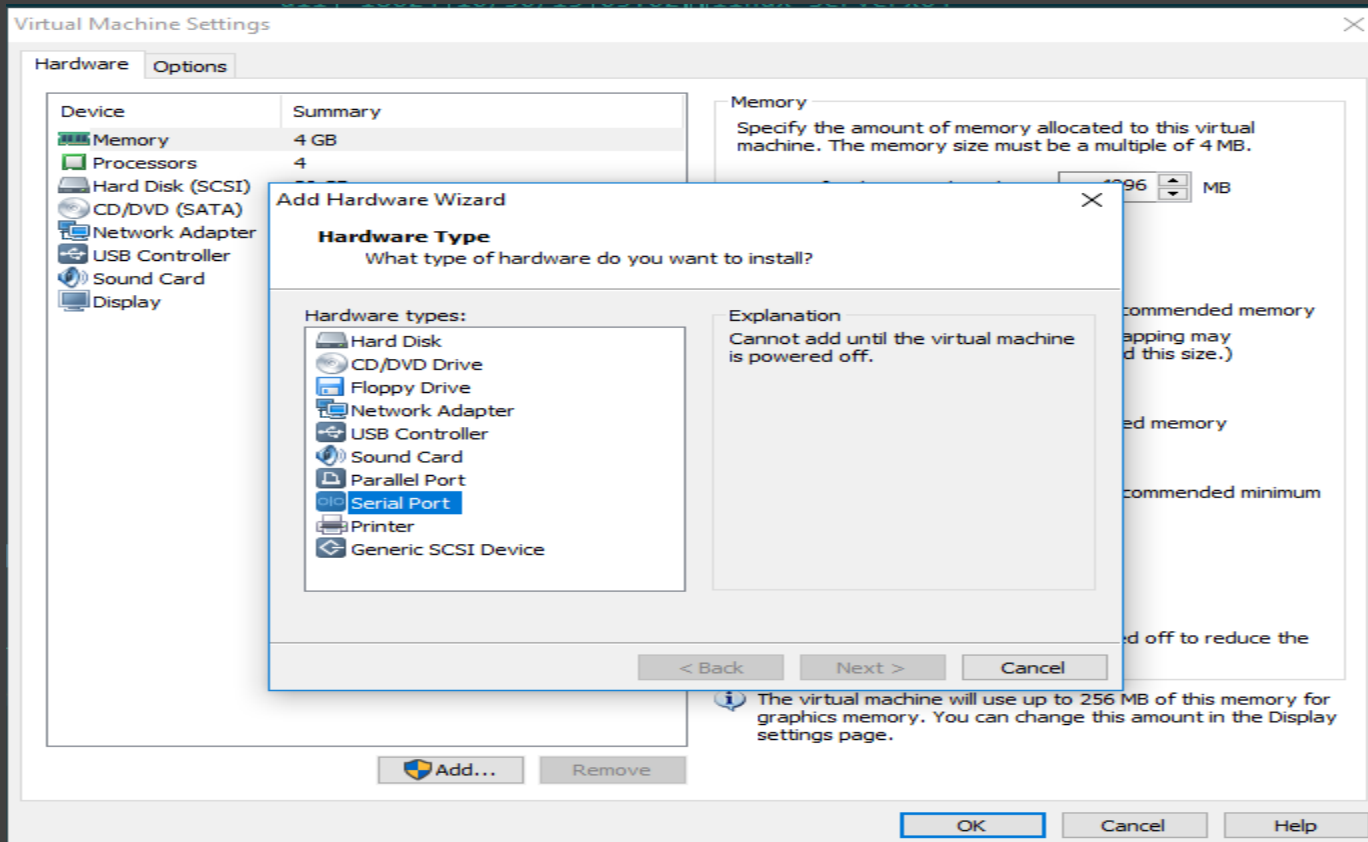 Virtual Machine Settings
Hardware Options
Device Summary
Memory 4 GB
Processors 4
Hard Disk (SCSI)
CD/DVD (SATA)
Network Adapter
USB Controller
Sound Card
Display
Memory
Specify the amount of memory allocated to this virtual
machine. The memory size must be a multiple of 4 MB.
MB
commended memory
apping may
d this size.)
ed memory
commended minimum
ed off to reduce the
The virtual machine will use up to 256 MB of this memory for
graphics memory. You can change this amount in the Display
settings page.
Add Hardware Wizard
Hardware Type
What type of hardware do you want to install?
Hardware types:
Hard Disk
CD/DVD Drive
Floppy Drive
Network Adapter
USB Controller
Sound Card
Parallel Port
Serial Port
Printer
Generic SCSI Device
Explanation
Cannot add until the virtual machine
is powered off.
< Back Next > Cancel
Add... Remove
OK Cancel Help